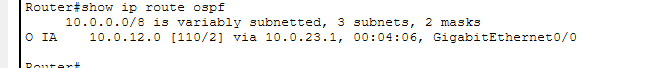 Router#show ip route ospf
     10.0.0.0/8 is variably subnetted, 3 subnets, 2 masks
O IA    10.0.12.0 [110/2] via 10.0.23.1, 00:04:06, GigabitEthernet0/0
Router#